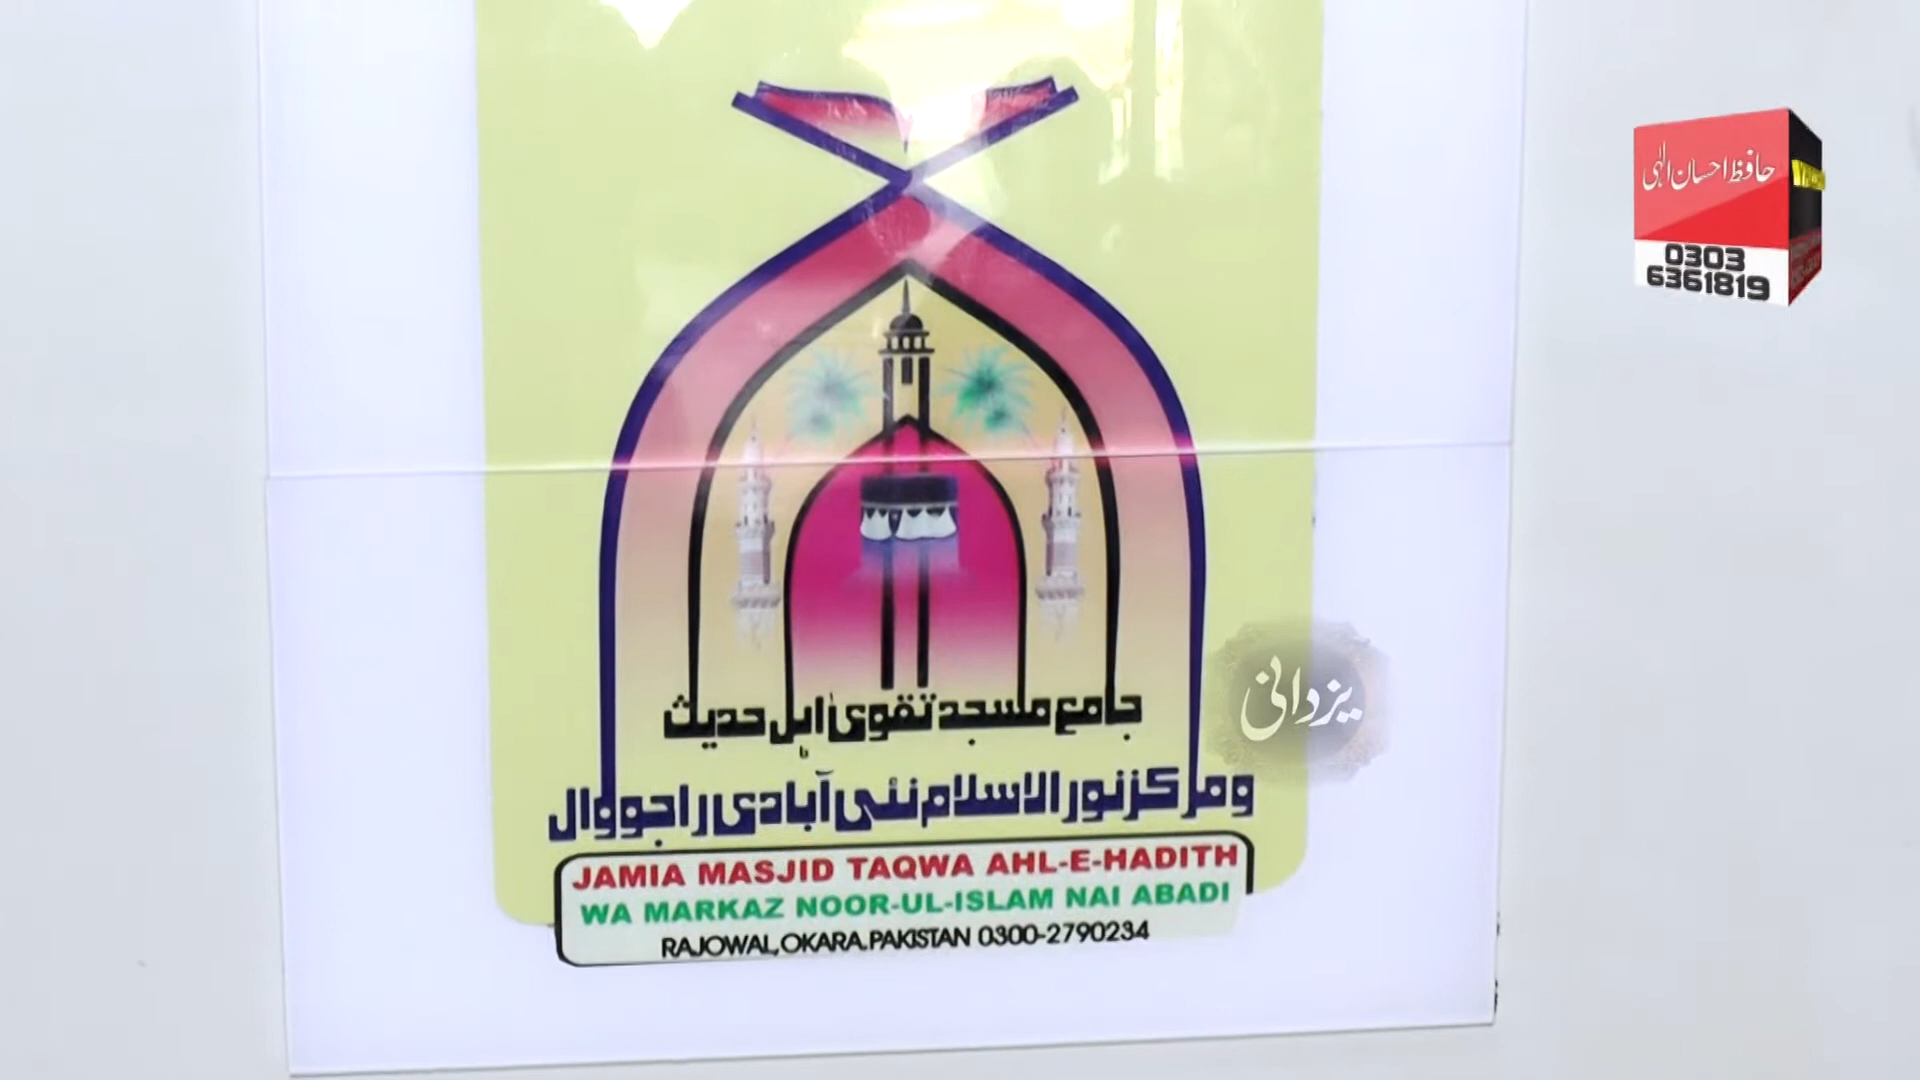 حافظ احسان الٰہی
0303
6361819
یزدانی
جامع مسجد تقویٰ اہل حدیث
و مرکز نور الاسلام نئی آبادی راجووال
JAMIA MASJID TAQWA AHL-E-HADITH
WA MARKAZ NOOR-UL-ISLAM NAI ABADI
RAJOWAL, OKARA. PAKISTAN 0300-2790234